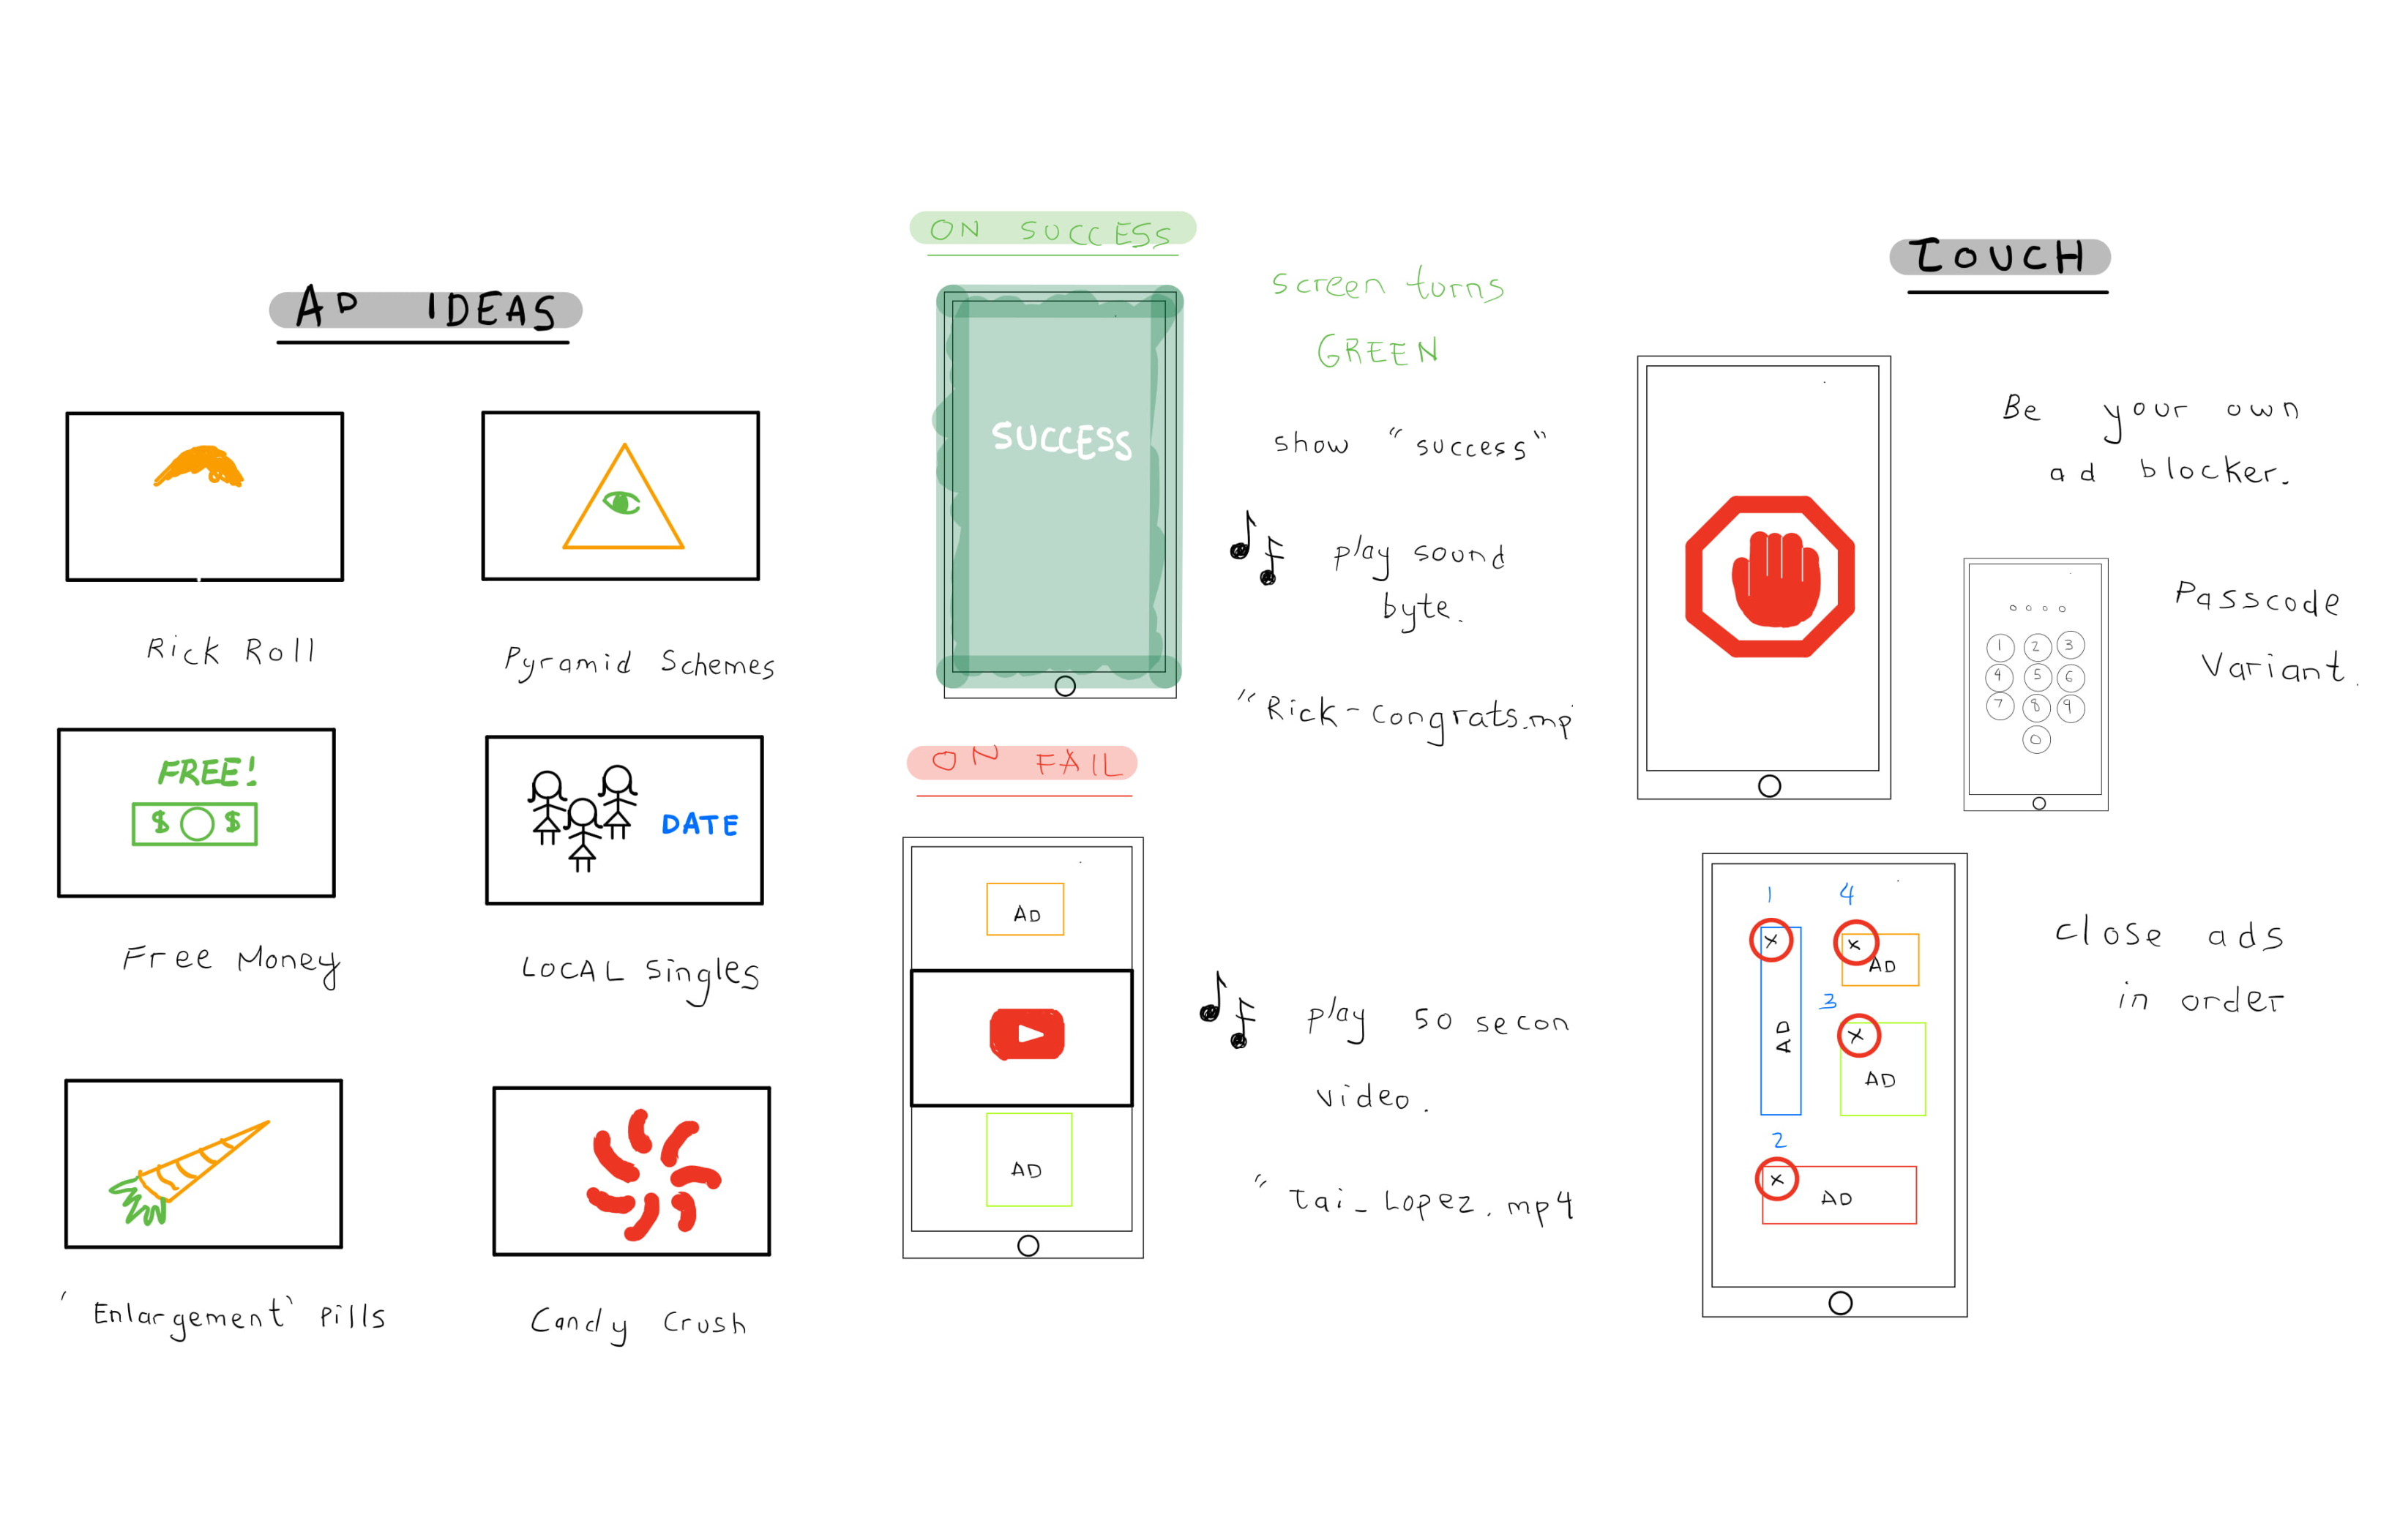 AD IDEAS
Rick Roll
Pyramid Schemes
FREE!
$ $
Free Money
DATE
LOCAL Singles
'Enlargement' Pills
Candy Crush
ON SUCCESS
SUCCESS
screen turns
GREEN
show "success"
play sound
byte.
"Rick-congrats.mp
ON FAIL
AD
AD
play 50 secon
video.
"Tai_Lopez.mp4
TOUCH
Be your own
ad blocker.
1 2 3
4 5 6
7 8 9
0
Passcode
Variant.
1 4
x x
AD
3
x
AD
AD
2
x
AD
close ads
in order